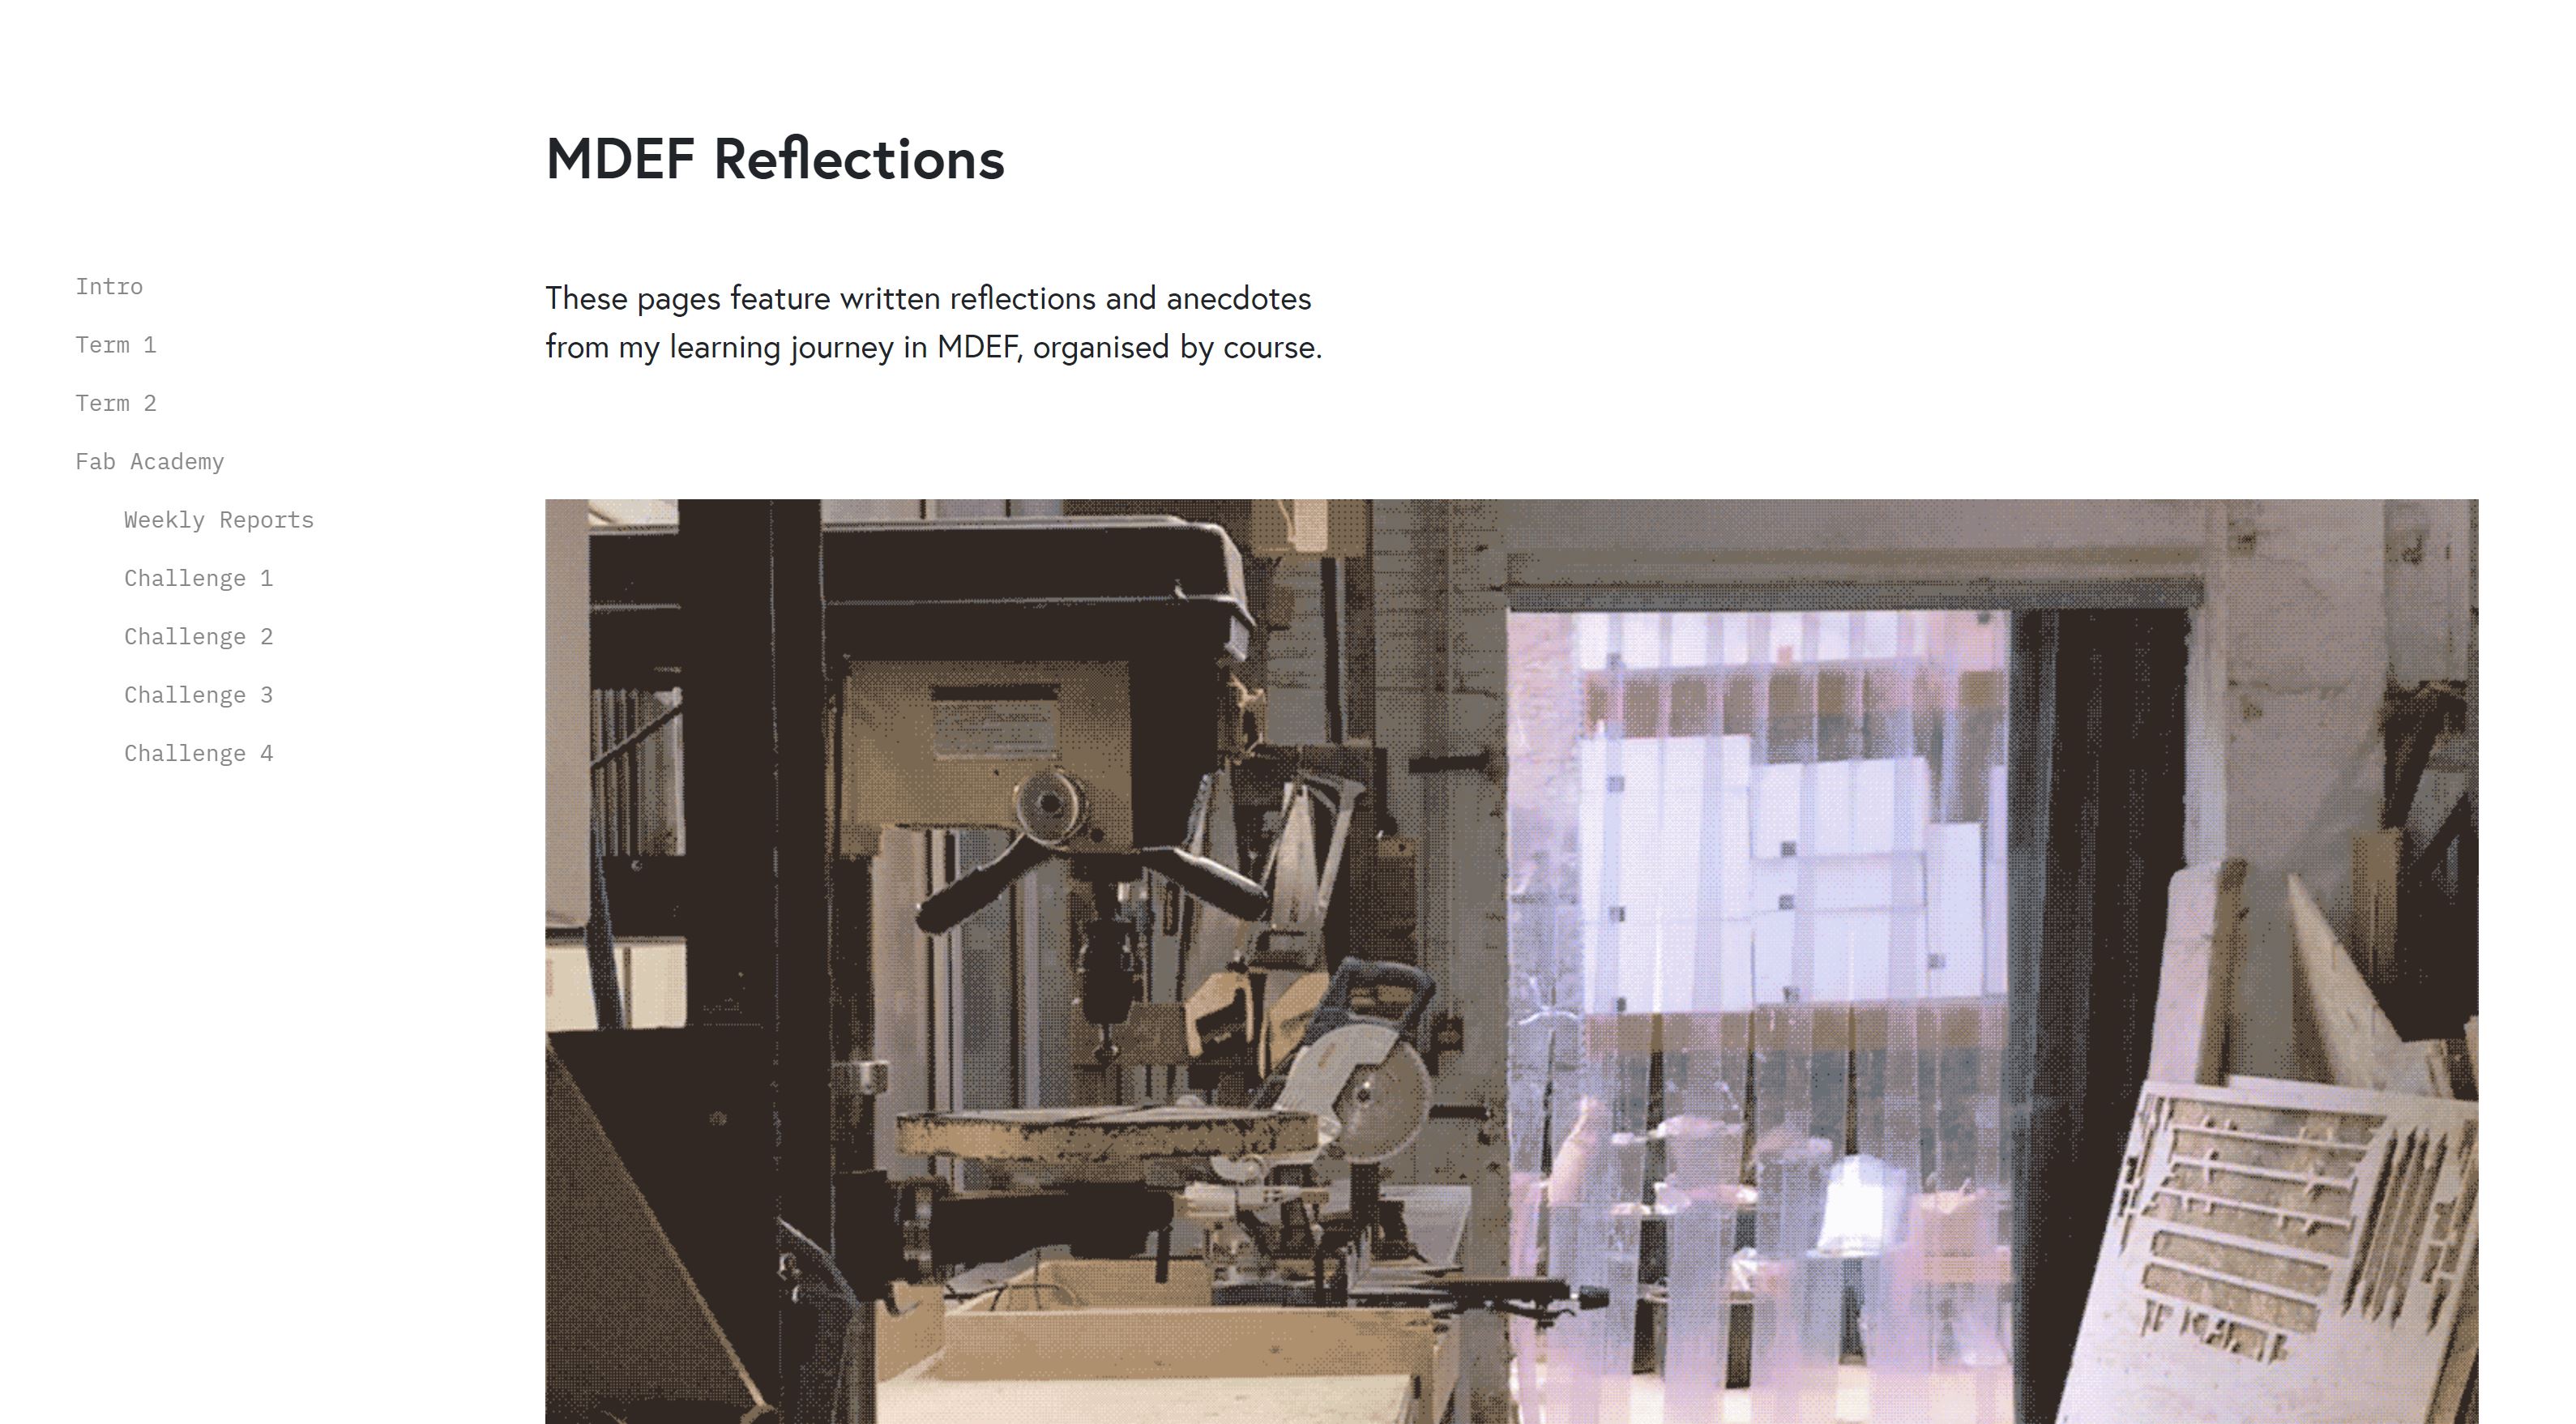 MDEF Reflections
These pages feature written reflections and anecdotes
from my learning journey in MDEF, organised by course.
Intro
Term 1
Term 2
Fab Academy
Weekly Reports
Challenge 1
Challenge 2
Challenge 3
Challenge 4